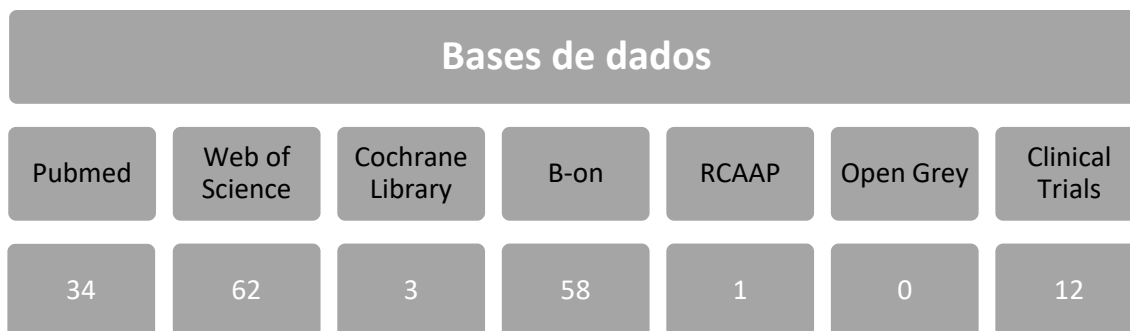 Bases de dados
Pubmed
Web of
Science
Cochrane
Library
B-on
RCAAP
Open Grey
Clinical
Trials
34
62
3
58
1
0
12